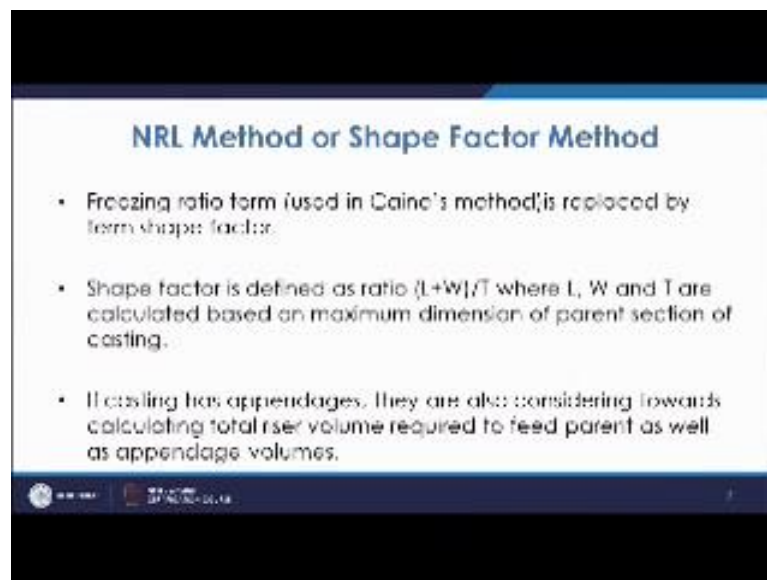 NRL Method or Shape Factor Method
• Freezing ratio term (used in Caine's method) is replaced by
term shape factor.
• Shape factor is defined as ratio (L+W)/T where L, W and T are
calculated based on maximum dimension of parent section of
casting.
• If casting has appendages, they are also considering towards
calculating total riser volume required to feed parent as well
as appendage volumes.